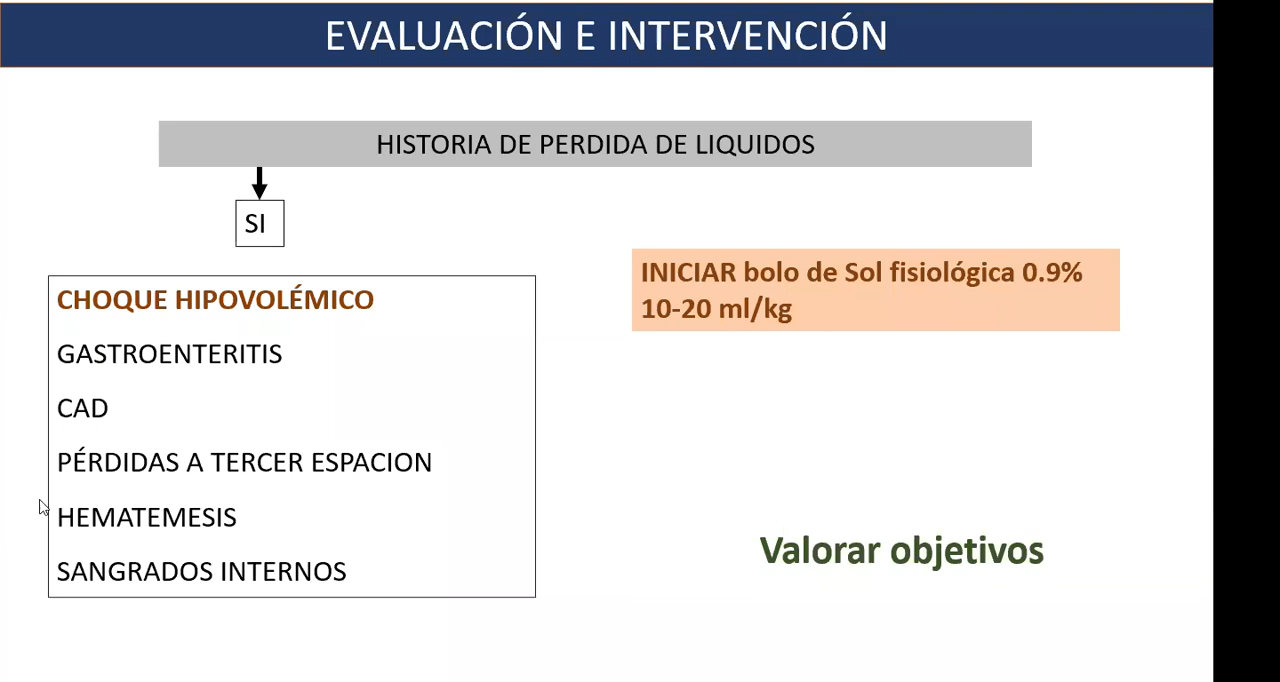 EVALUACIÓN E INTERVENCIÓN
HISTORIA DE PERDIDA DE LIQUIDOS
SI
CHOQUE HIPOVOLÉMICO
GASTROENTERITIS
CAD
PÉRDIDAS A TERCER ESPACION
HEMATEMESIS
SANGRADOS INTERNOS
INICIAR bolo de Sol fisiológica 0.9%
10-20 ml/kg
Valorar objetivos